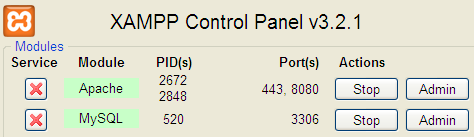 XAMPP Control Panel v3.2.1
Modules
Service Module PID(s) Port(s) Actions
Apache 2672 2848 443, 8080 Stop Admin
MySQL 520 3306 Stop Admin